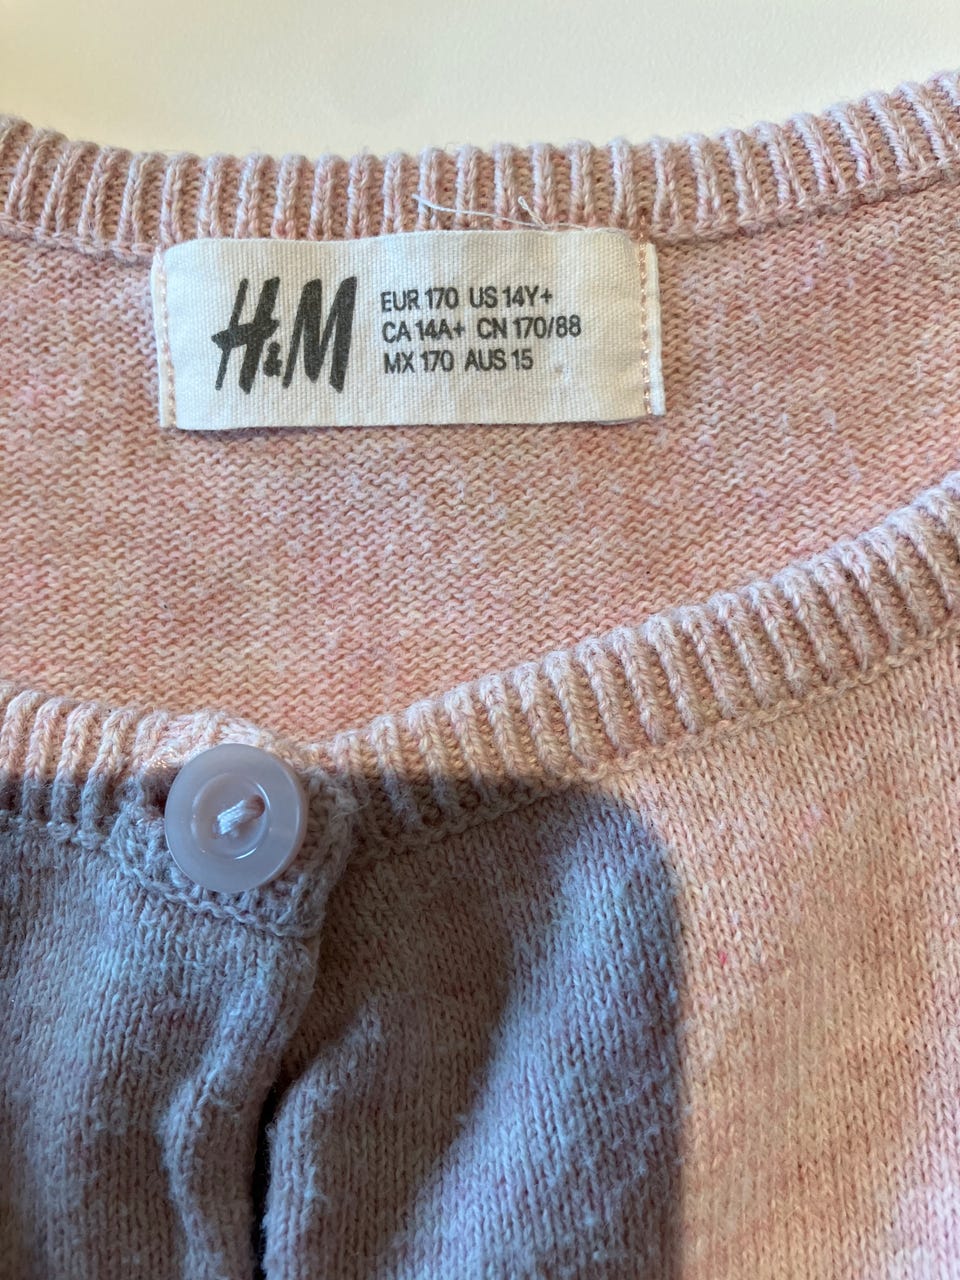 H&M
EUR 170 US 14Y+
CA 14A+ CN 170/88
MX 170 AUS 15